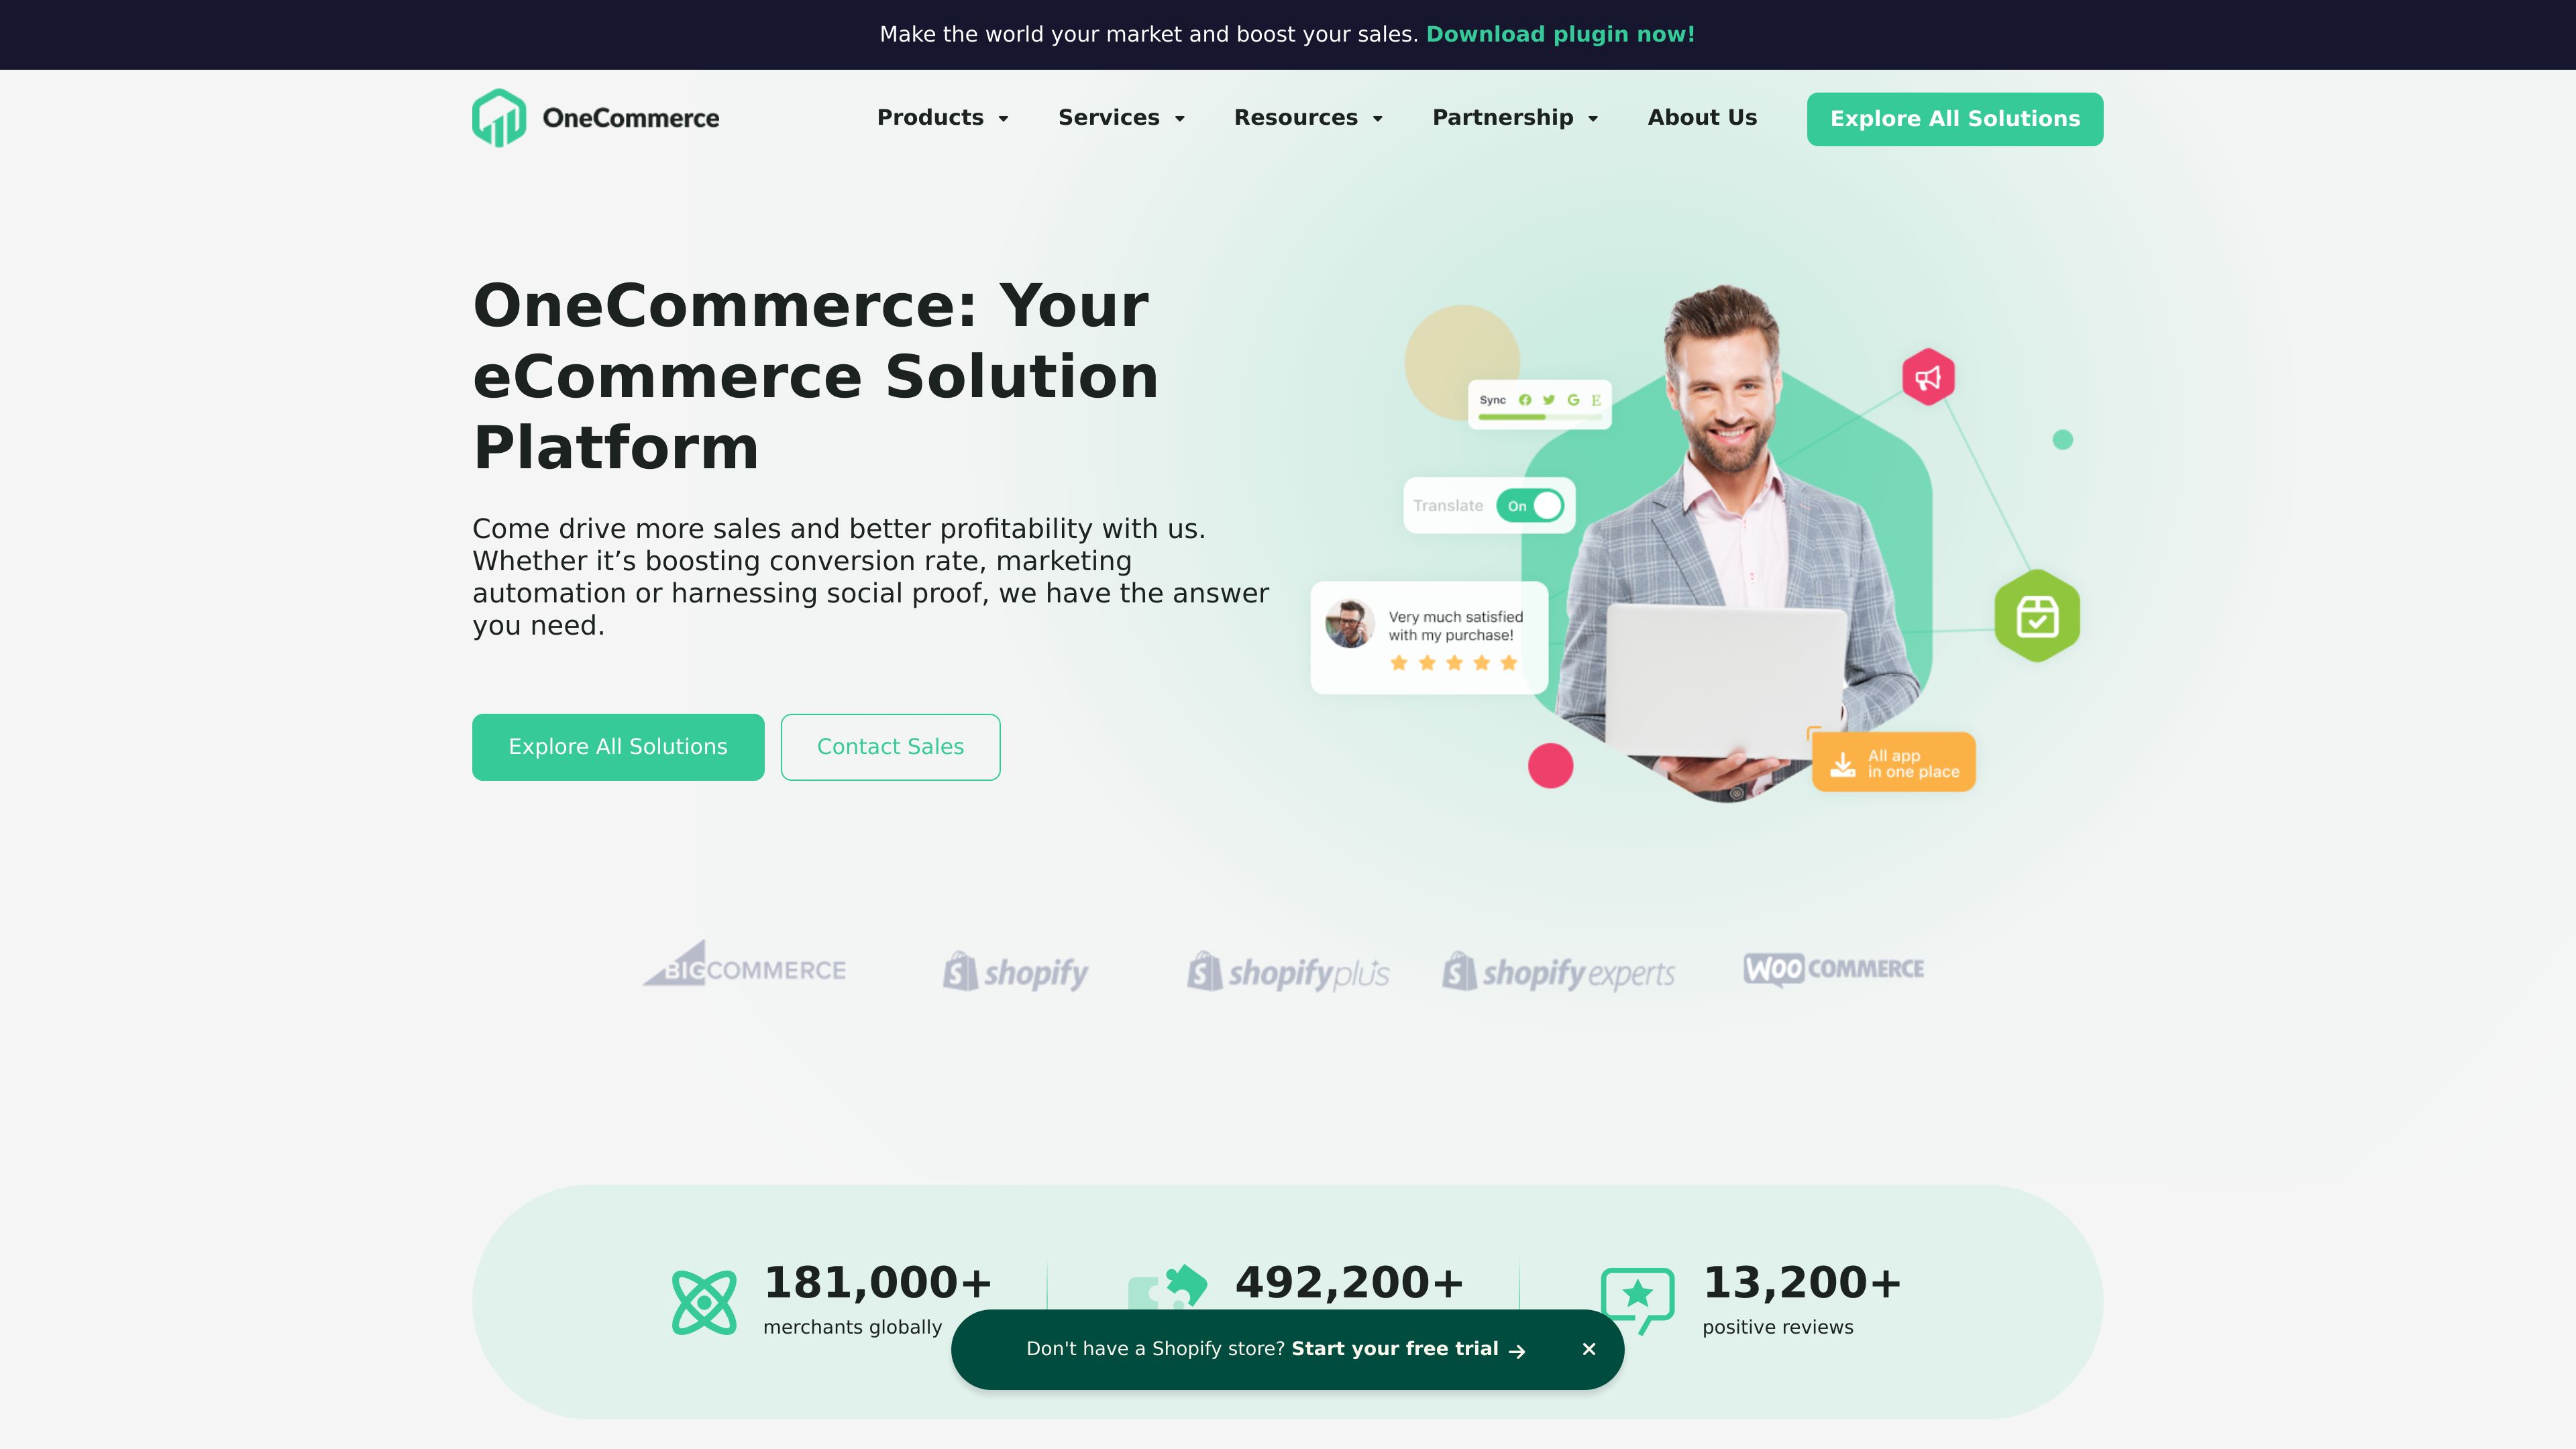 Make the world your market and boost your sales. Download plugin now!
OneCommerce
Products
Services
Resources
Partnership
About Us
Explore All Solutions
OneCommerce: Your
eCommerce Solution
Platform
Come drive more sales and better profitability with us.
Whether it’s boosting conversion rate, marketing
automation or harnessing social proof, we have the answer
you need.
Explore All Solutions
Contact Sales
Sync
Translate
On
Very much satisfied
with my purchase!
All app
in one place
BIGCOMMERCE
shopify
shopify plus
shopify experts
WOO COMMERCE
181,000+
merchants globally
492,200+
13,200+
positive reviews
Don't have a Shopify store? Start your free trial →